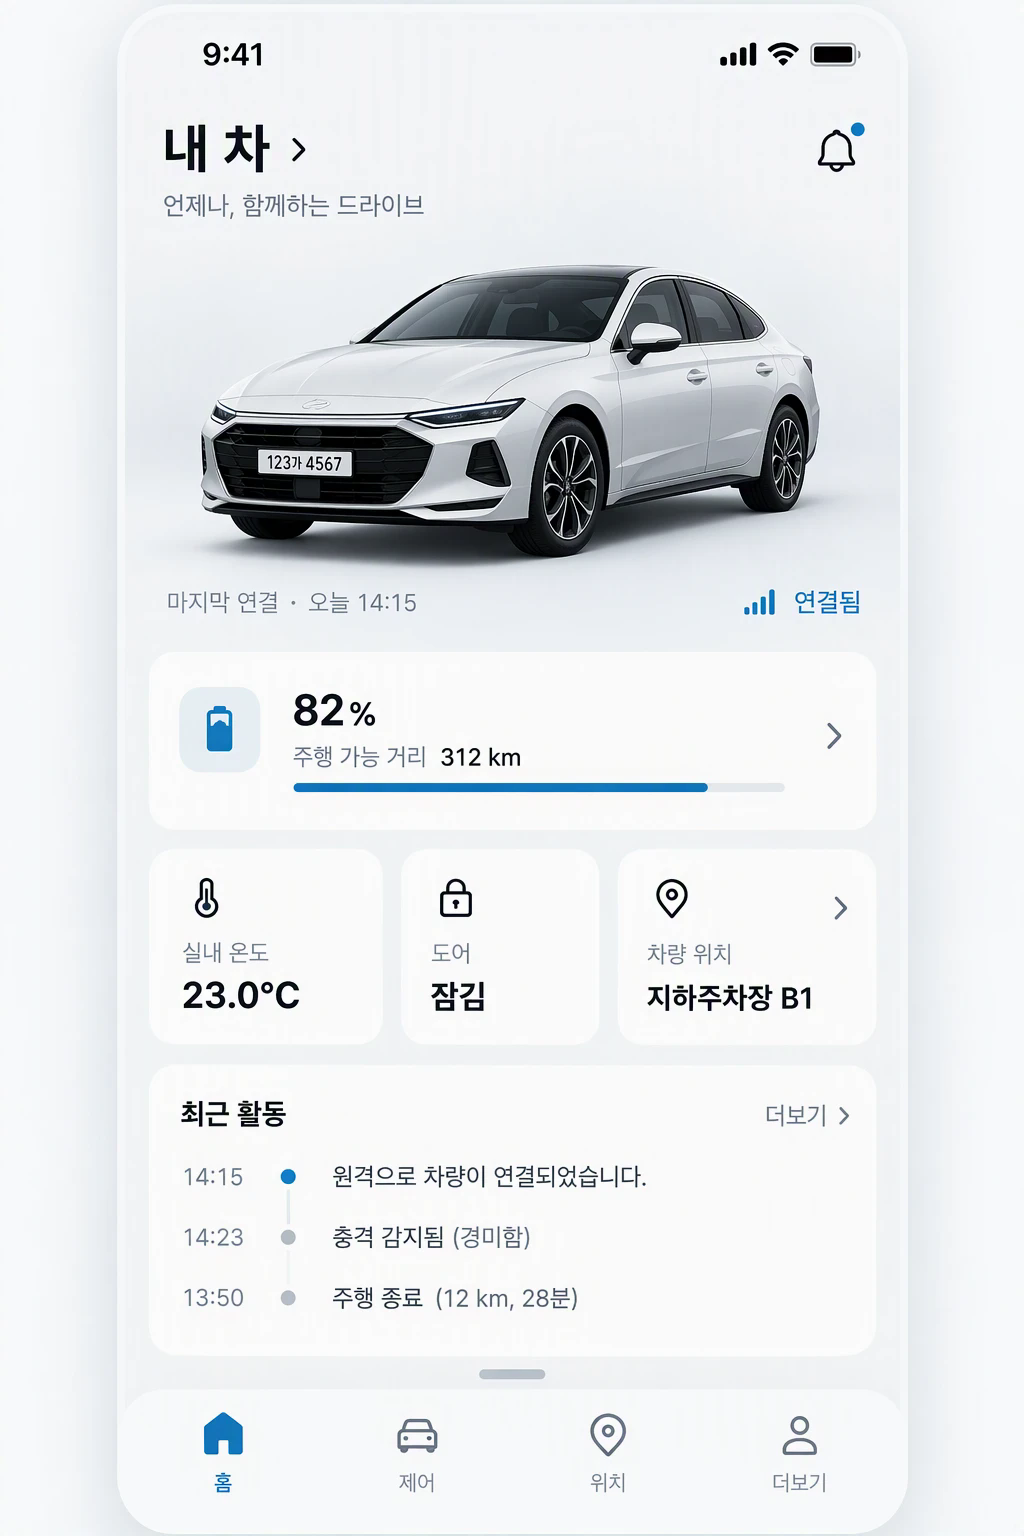 9:41
내 차
언제나, 함께하는 드라이브
123가 4567
마지막 연결 · 오늘 14:15
연결됨
82%
주행 가능 거리 312 km
실내 온도
23.0°C
도어
잠김
차량 위치
지하주차장 B1
최근 활동
더보기
14:15 원격으로 차량이 연결되었습니다.
14:23 충격 감지됨 (경미함)
13:50 주행 종료 (12 km, 28분)
홈
제어
위치
더보기